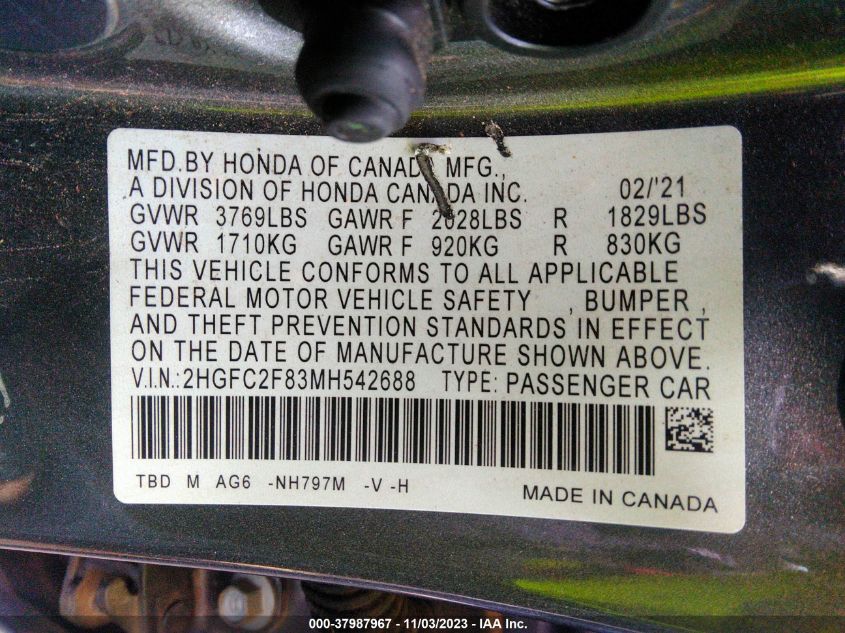 MFD.BY HONDA OF CANADA MFG.,
A DIVISION OF HONDA CANADA INC. 02/'21
GVWR 3769LBS GAWR F 2028LBS R 1829LBS
GVWR 1710KG GAWR F 920KG R 830KG
THIS VEHICLE CONFORMS TO ALL APPLICABLE
FEDERAL MOTOR VEHICLE SAFETY , BUMPER ,
AND THEFT PREVENTION STANDARDS IN EFFECT
ON THE DATE OF MANUFACTURE SHOWN ABOVE.
V.I.N.:2HGFC2F83MH542688 TYPE: PASSENGER CAR
TBD M AG6 -NH797M -V -H MADE IN CANADA
000-37987967 — 11/03/2023 — IAA Inc.